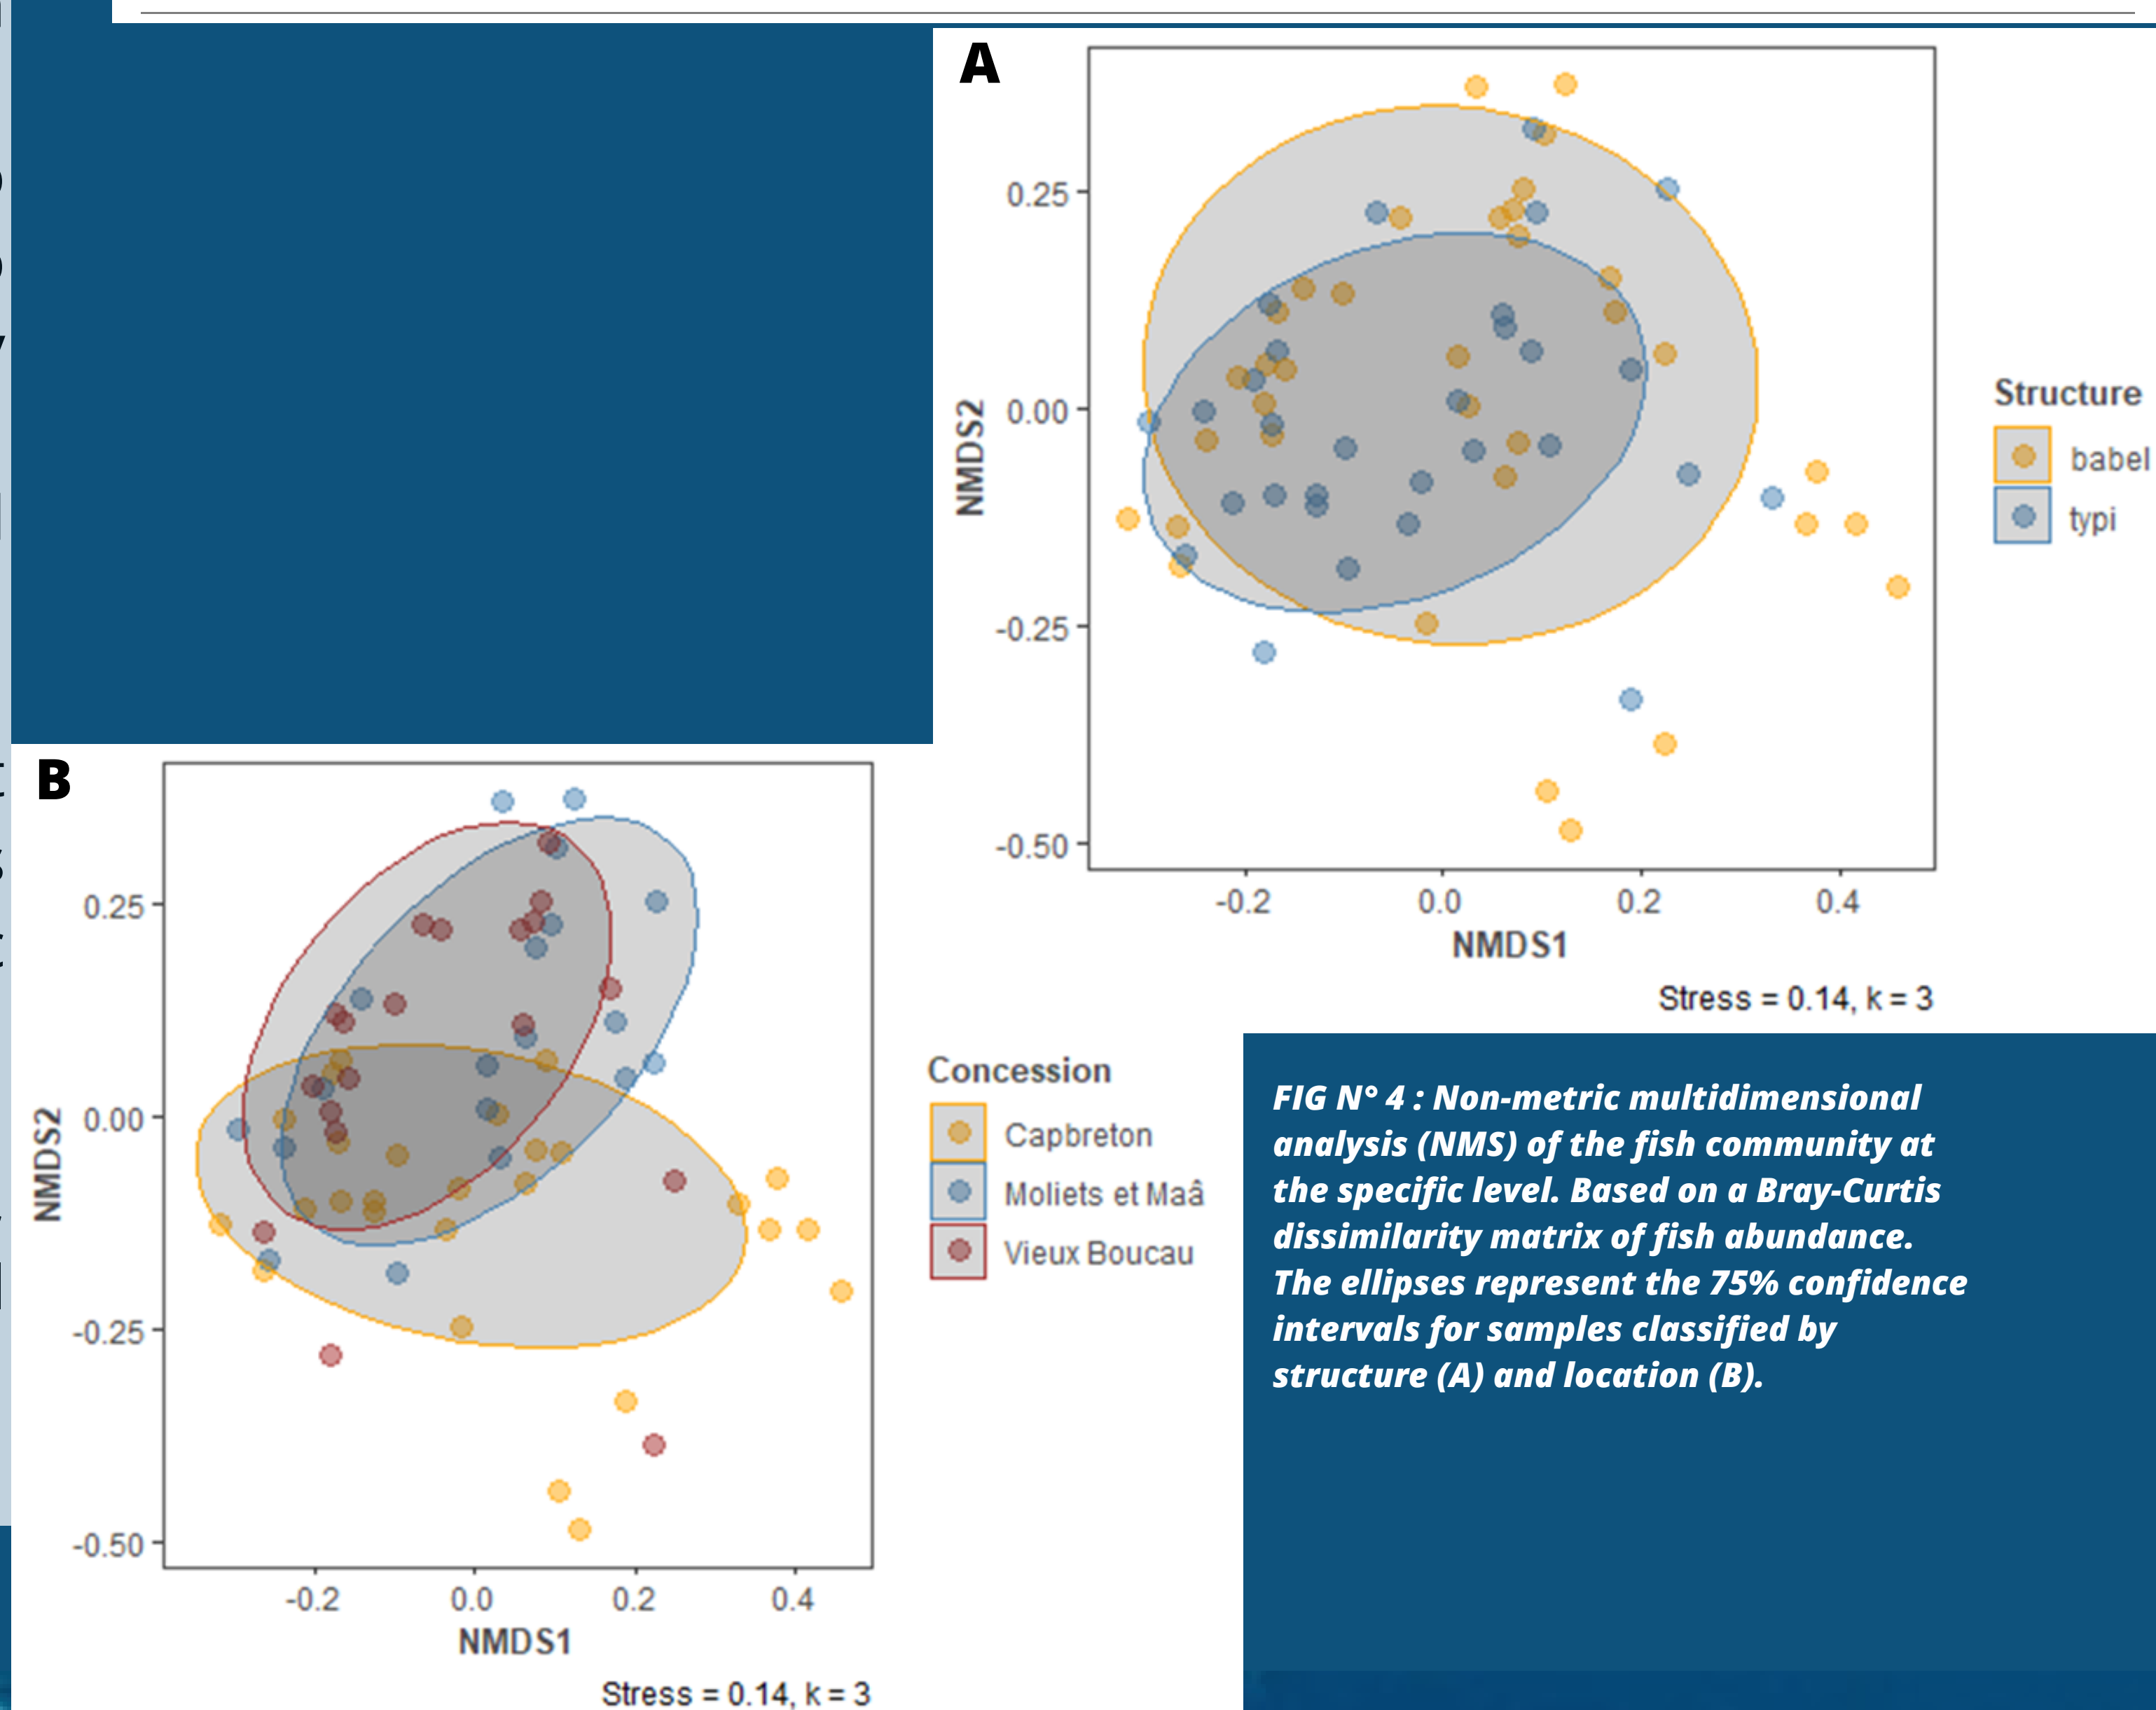 A
0.25
0.00
-0.25
-0.50
NMDS2
-0.2 0.0 0.2 0.4
NMDS1
Stress = 0.14, k = 3
Structure
babel
typi
B
0.25
0.00
-0.25
-0.50
NMDS2
-0.2 0.0 0.2 0.4
NMDS1
Stress = 0.14, k = 3
Concession
Capbreton
Moliets et Maâ
Vieux Boucau
FIG N° 4 : Non-metric multidimensional
analysis (NMS) of the fish community at
the specific level. Based on a Bray-Curtis
dissimilarity matrix of fish abundance.
The ellipses represent the 75% confidence
intervals for samples classified by
structure (A) and location (B).